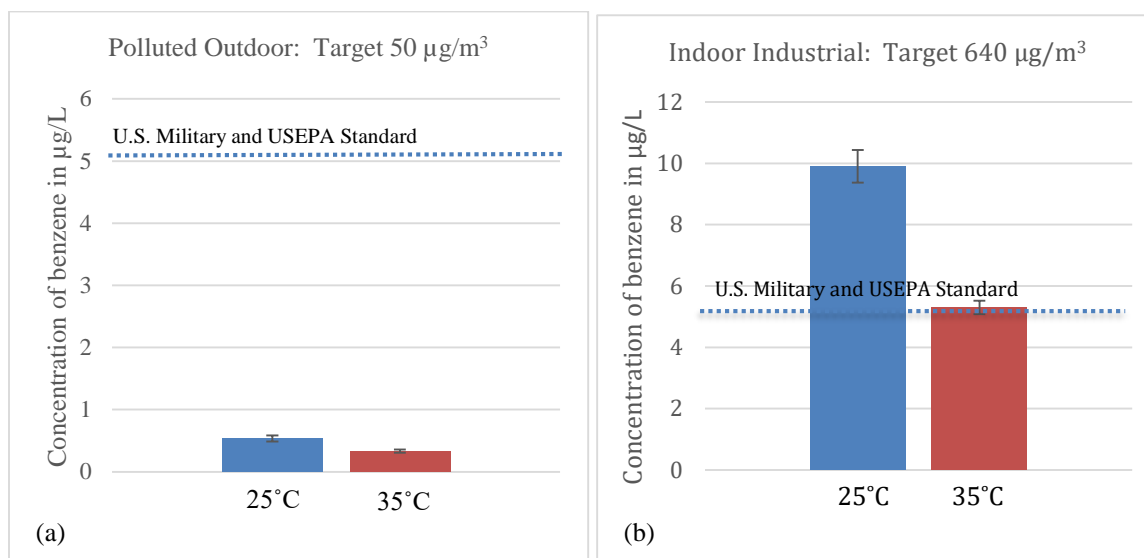 Polluted Outdoor:  Target 50 µg/m³
Concentration of benzene in µg/L
6
5
4
3
2
1
0
U.S. Military and USEPA Standard
25˚C
35˚C
(a)
Indoor Industrial:  Target 640 µg/m³
Concentration of benzene in µg/L
12
10
8
6
4
2
0
U.S. Military and USEPA Standard
25˚C
35˚C
(b)